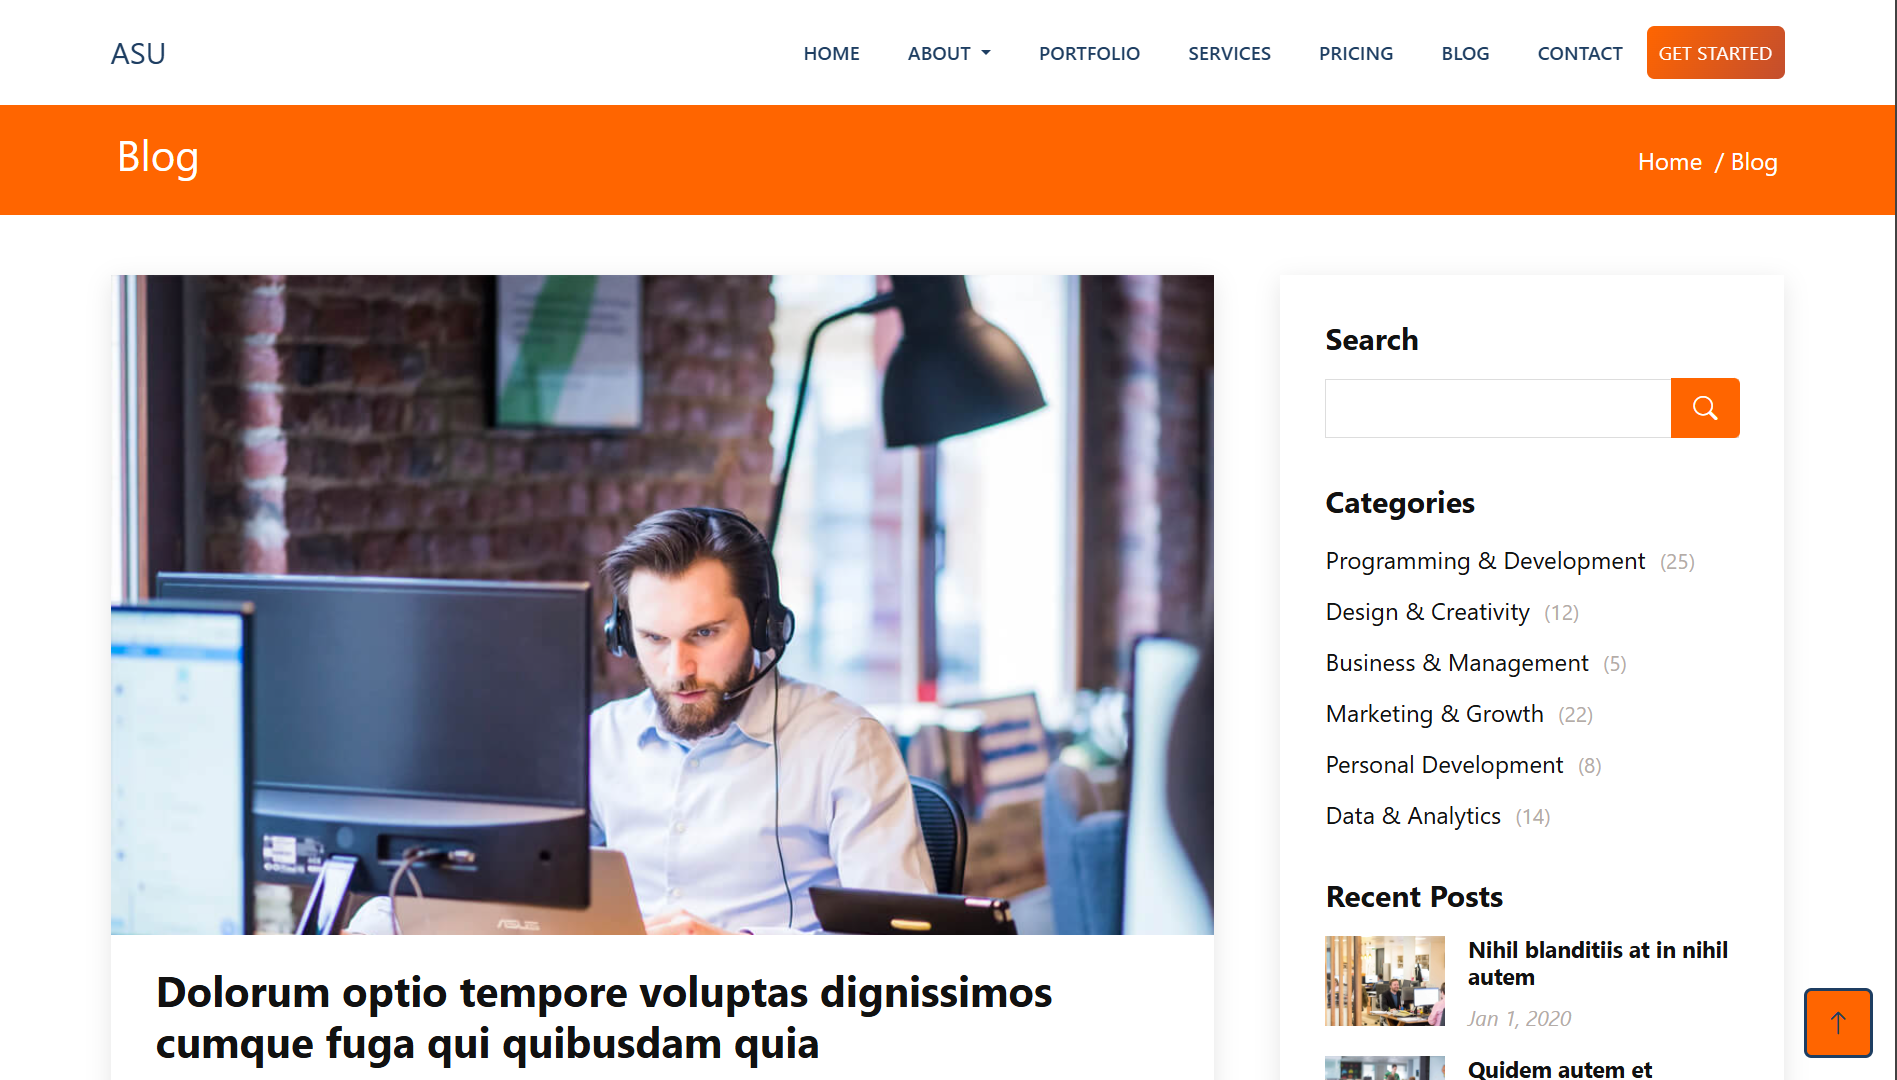 ASU
HOME ABOUT PORTFOLIO SERVICES PRICING BLOG CONTACT GET STARTED
Blog
Home / Blog
ASUS
Dolorum optio tempore voluptas dignissimos
cumque fuga qui quibusdam quia
Search
Categories
Programming & Development (25)
Design & Creativity (12)
Business & Management (5)
Marketing & Growth (22)
Personal Development (8)
Data & Analytics (14)
Recent Posts
Nihil blanditiis at in nihil
autem
Jan 1, 2020
Quidem autem et